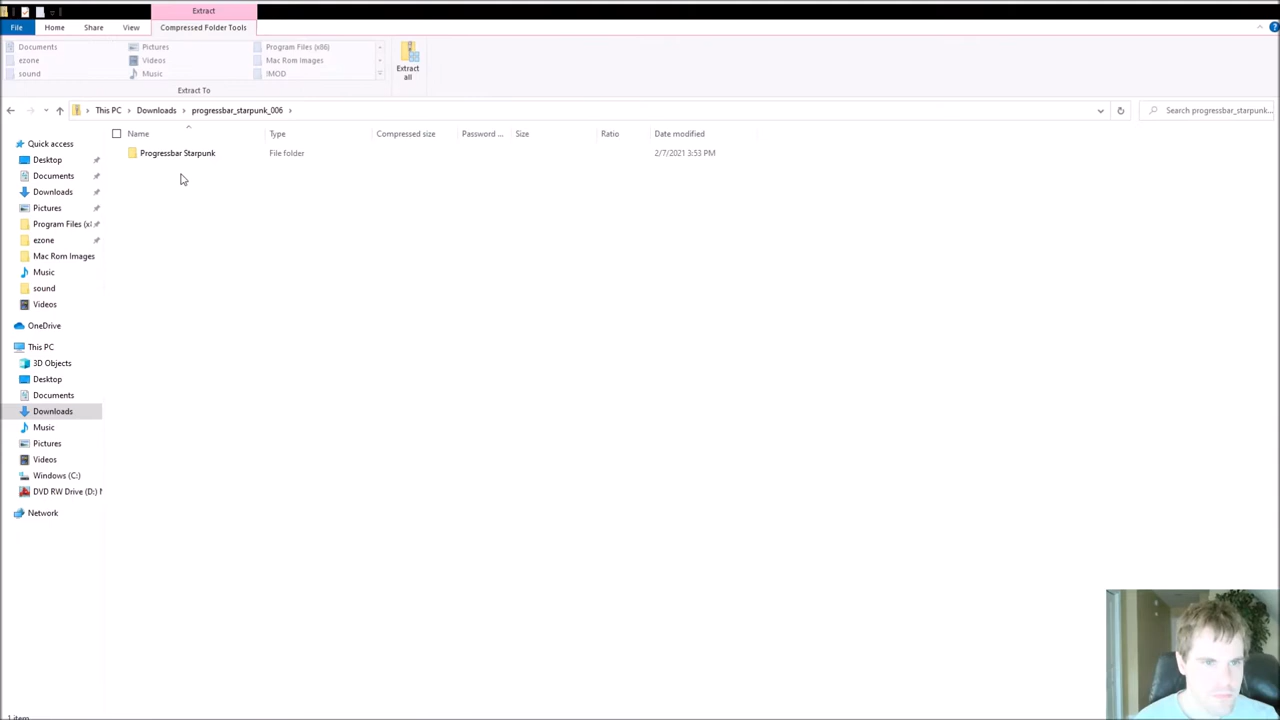 Extract
File Home Share View Compressed Folder Tools
Documents Pictures Program Files (x86)
ezone Videos Mac Rom Images
sound Music !MOD
Extract all
Extract To
This PC Downloads progressbar_starpunk_006 Search progressbar_starpunk...
Name Type Compressed size Password ... Size Ratio Date modified
Progressbar Starpunk File folder 2/7/2021 3:53 PM
Quick access
Desktop
Documents
Downloads
Pictures
Program Files (x
ezone
Mac Rom Images
Music
sound
Videos
OneDrive
This PC
3D Objects
Desktop
Documents
Downloads
Music
Pictures
Videos
Windows (C:)
DVD RW Drive (D:)
Network
1 item